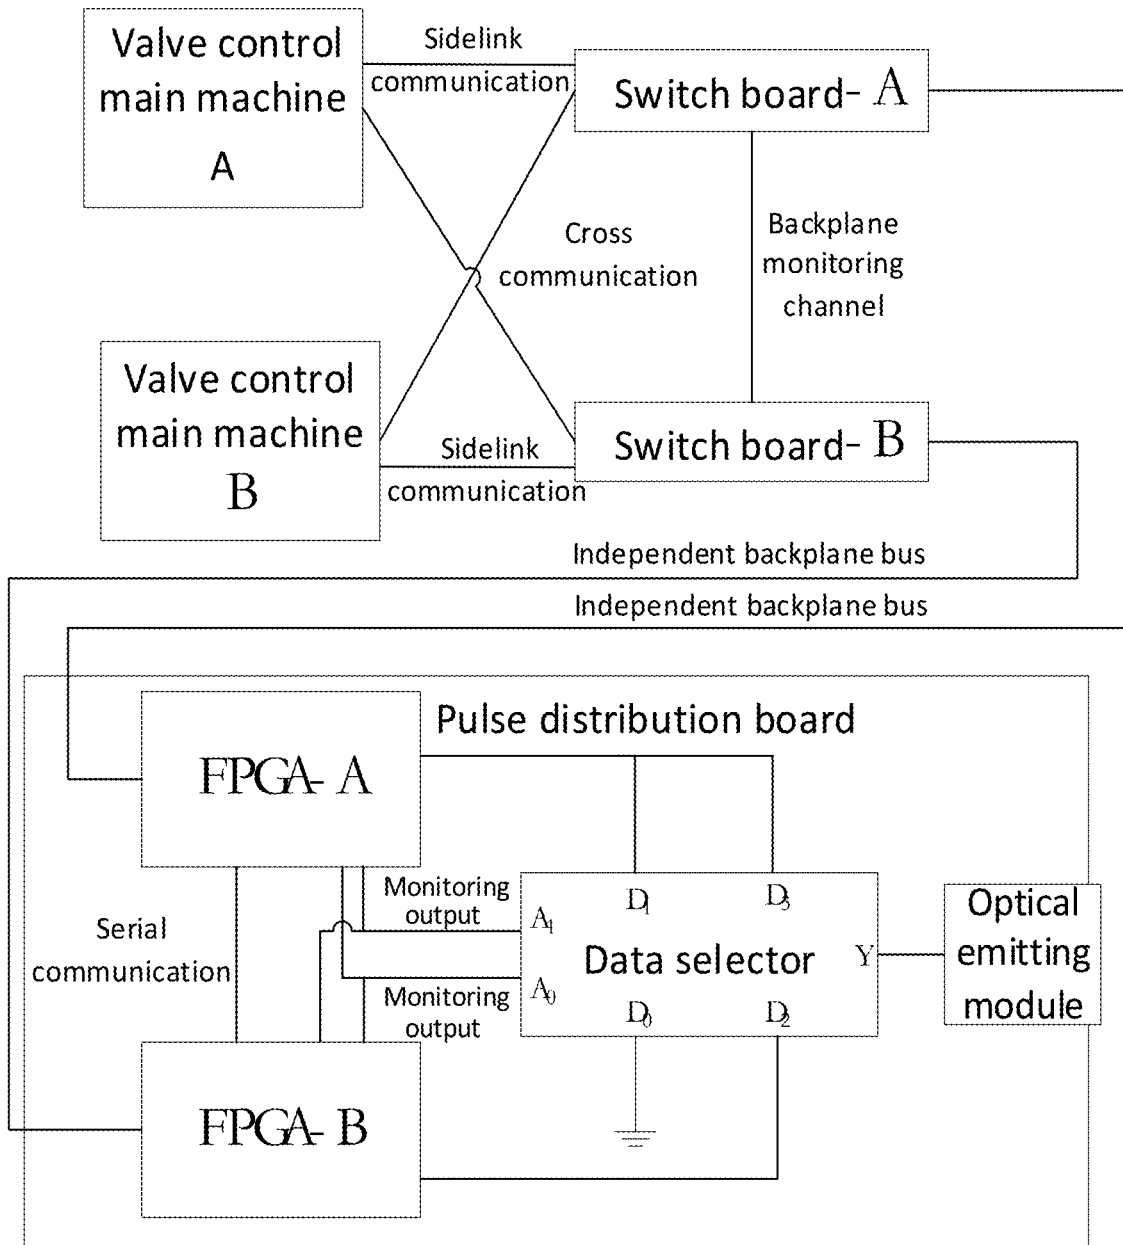 Valve control
main machine
A
Sidelink
communication
Switch board- A
Cross
communication
Backplane
monitoring
channel
Valve control
main machine
B
Sidelink
communication
Switch board- B
Independent backplane bus
Independent backplane bus
Pulse distribution board
FPGA- A
Monitoring
output
Serial
communication
A1
A0
D1
D3
Data selector
Y
D0
D2
Optical
emitting
module
Monitoring
output
FPGA- B